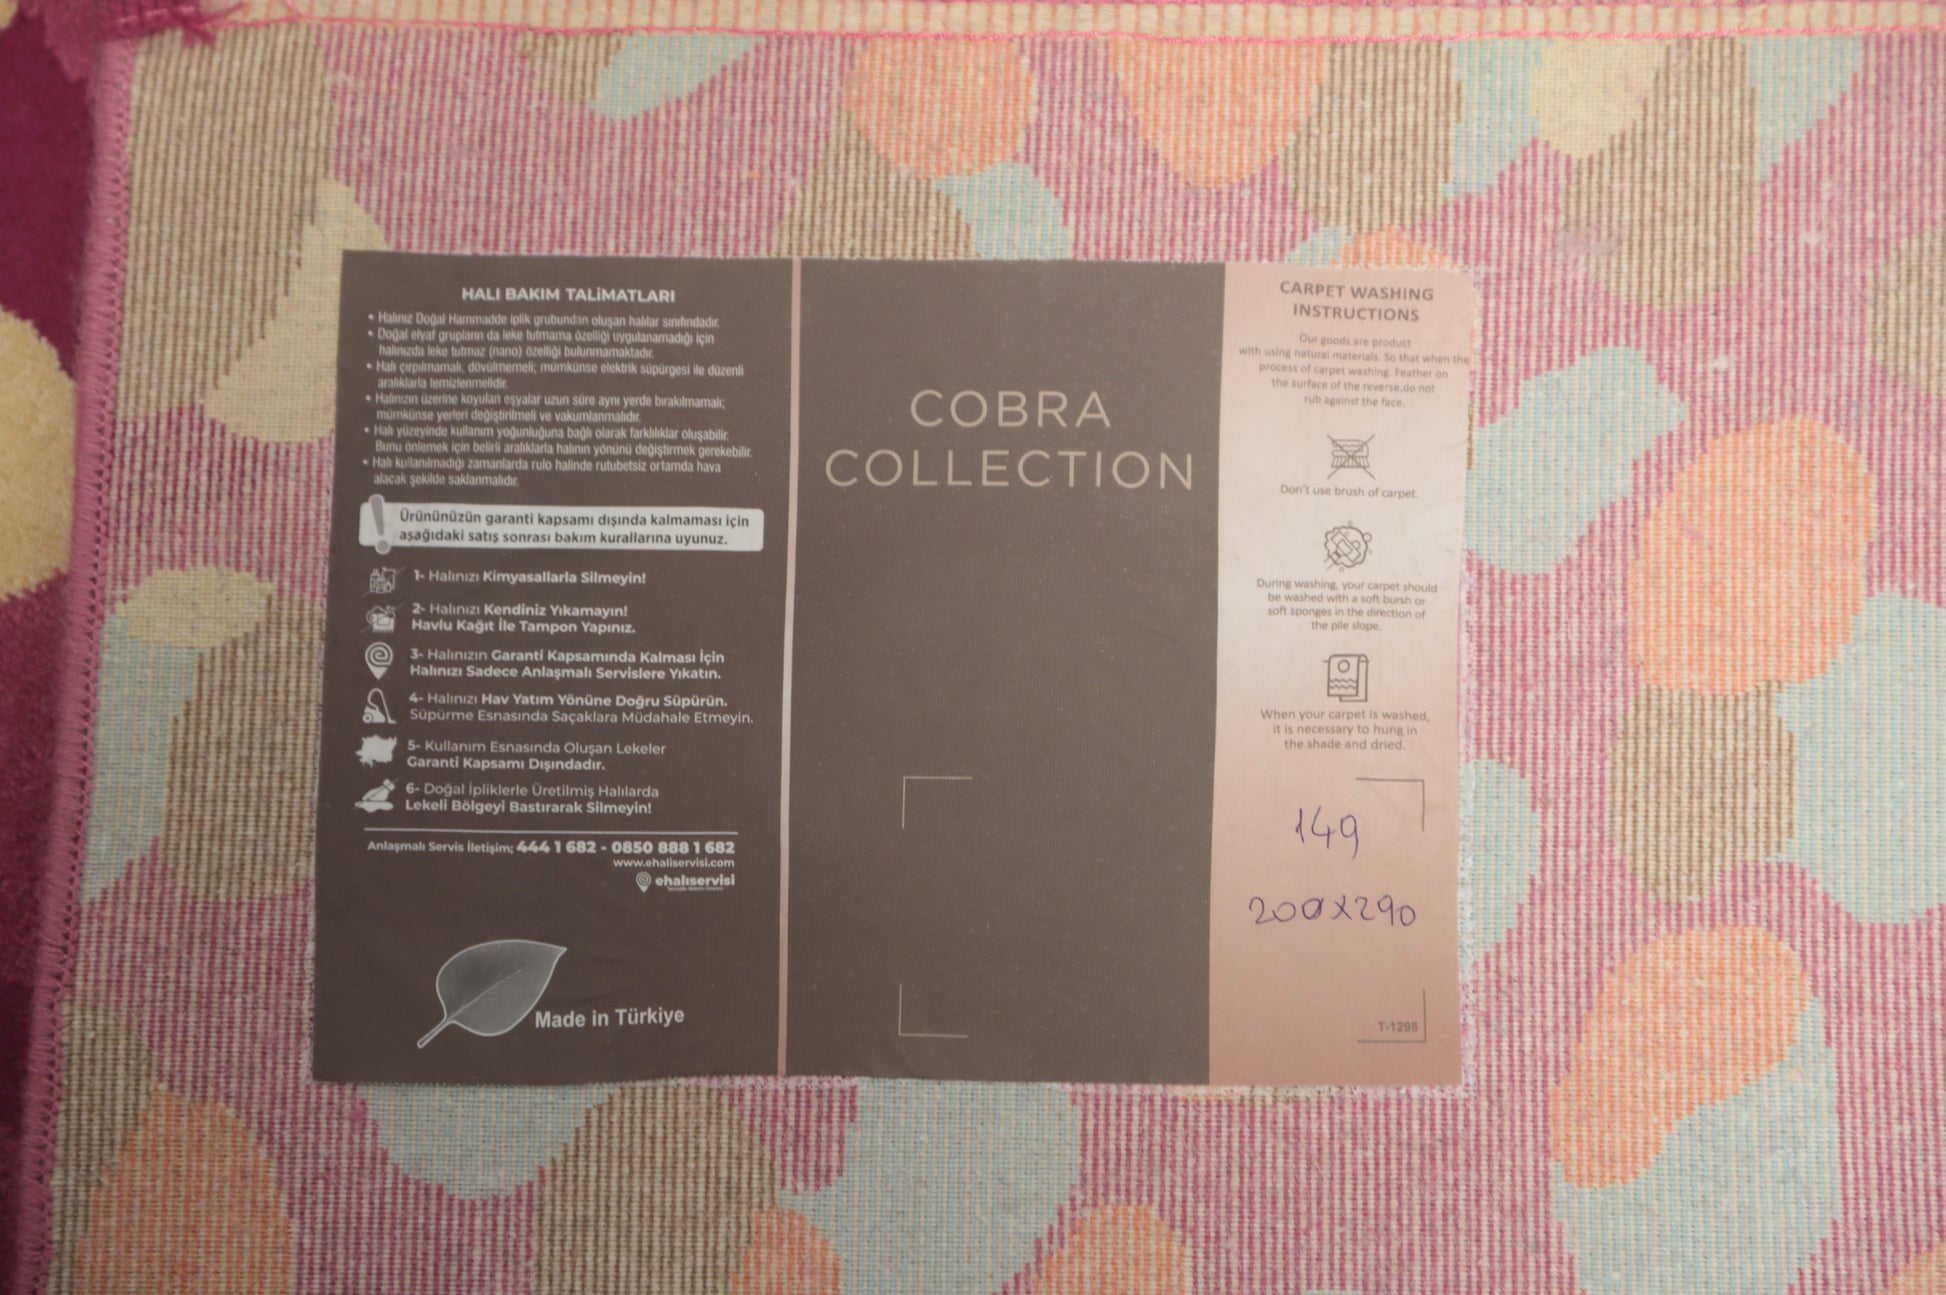 HALI BAKIM TALİMATLARI
• Halınız Doğal Hammadde iplik grubundan oluşan halılar sınıfındadır.
• Doğal elyaf grupların da leke tutmama özelliği uygulanamadığı için
halınızda leke tutmaz (nano) özelliği bulunmamaktadır.
• Halı çırpılmamalı, dövülmemeli; mümkünse elektrik süpürgesi ile düzenli
aralıklarla temizlenmelidir.
• Halınızın üzerine koyulan eşyalar uzun süre aynı yerde bırakılmamalı;
mümkünse yerleri değiştirilmeli ve vakumlanmalıdır.
• Halı yüzeyinde kullanım yoğunluğuna bağlı olarak farklılıklar oluşabilir.
Bunu önlemek için belirli aralıklarla halının yönünü değiştirmek gerekebilir.
• Halı kullanılmadığı zamanlarda rulo halinde rutubetsiz ortamda hava
alacak şekilde saklanmalıdır.
Ürününüzün garanti kapsamı dışında kalmaması için
aşağıdaki satış sonrası bakım kurallarına uyunuz.
1- Halınızı Kimyasallarla Silmeyin!
2- Halınızı Kendiniz Yıkamayın!
Havlu Kağıt İle Tampon Yapınız.
3- Halınızın Garanti Kapsamında Kalması İçin
Halınızı Sadece Anlaşmalı Servislere Yıkatın.
4- Halınızı Hav Yatım Yönüne Doğru Süpürün.
Süpürme Esnasında Saçaklara Müdahale Etmeyin.
5- Kullanım Esnasında Oluşan Lekeler
Garanti Kapsamı Dışındadır.
6- Doğal İpliklerle Üretilmiş Halılarda
Lekeli Bölgeyi Bastırarak Silmeyin!
Anlaşmalı Servis İletişim; 444 1 682 - 0850 888 1 682
www.ehaliservisi.com
ehalıservisi
Made in Türkiye
COBRA
COLLECTION
CARPET WASHING
INSTRUCTIONS
Our goods are product
with using natural materials. So that when the
process of carpet washing. Feather on
the surface of the reverse,do not
rub against the face.
Don't use brush of carpet.
During washing, your carpet should
be washed with a soft bursh or
soft sponges in the direction of
the pile slope.
When your carpet is washed,
it is necessary to hung in
the shade and dried.
149
200x290
T-1298